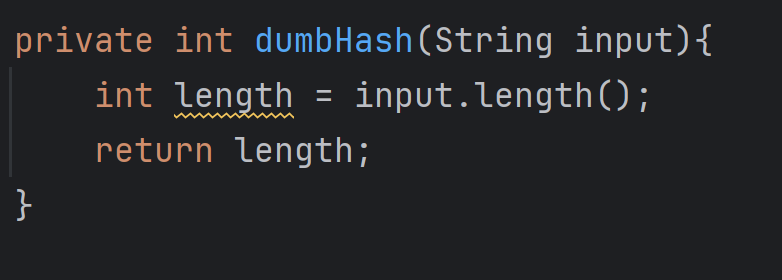 private int dumbHash(String input){
    int length = input.length();
    return length;
}